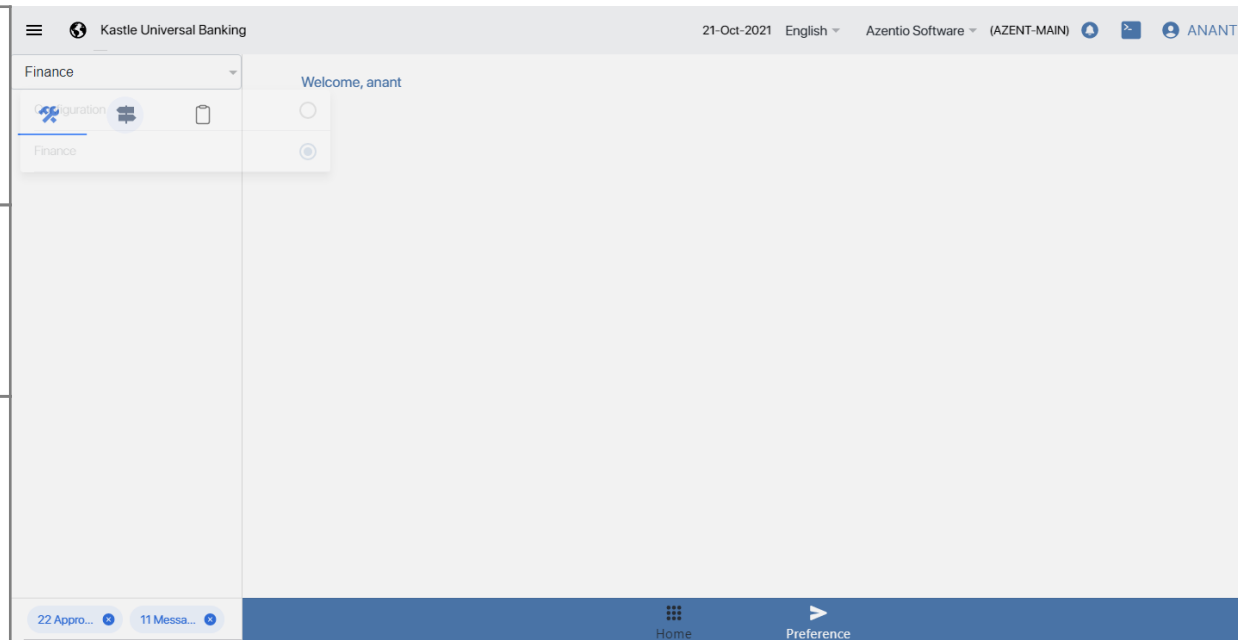 Kastle Universal Banking
21-Oct-2021 English Azentio Software (AZENT-MAIN) ANANT
Finance
Welcome, anant
Configuration
Finance
22 Appro... 11 Messa...
Home Preference